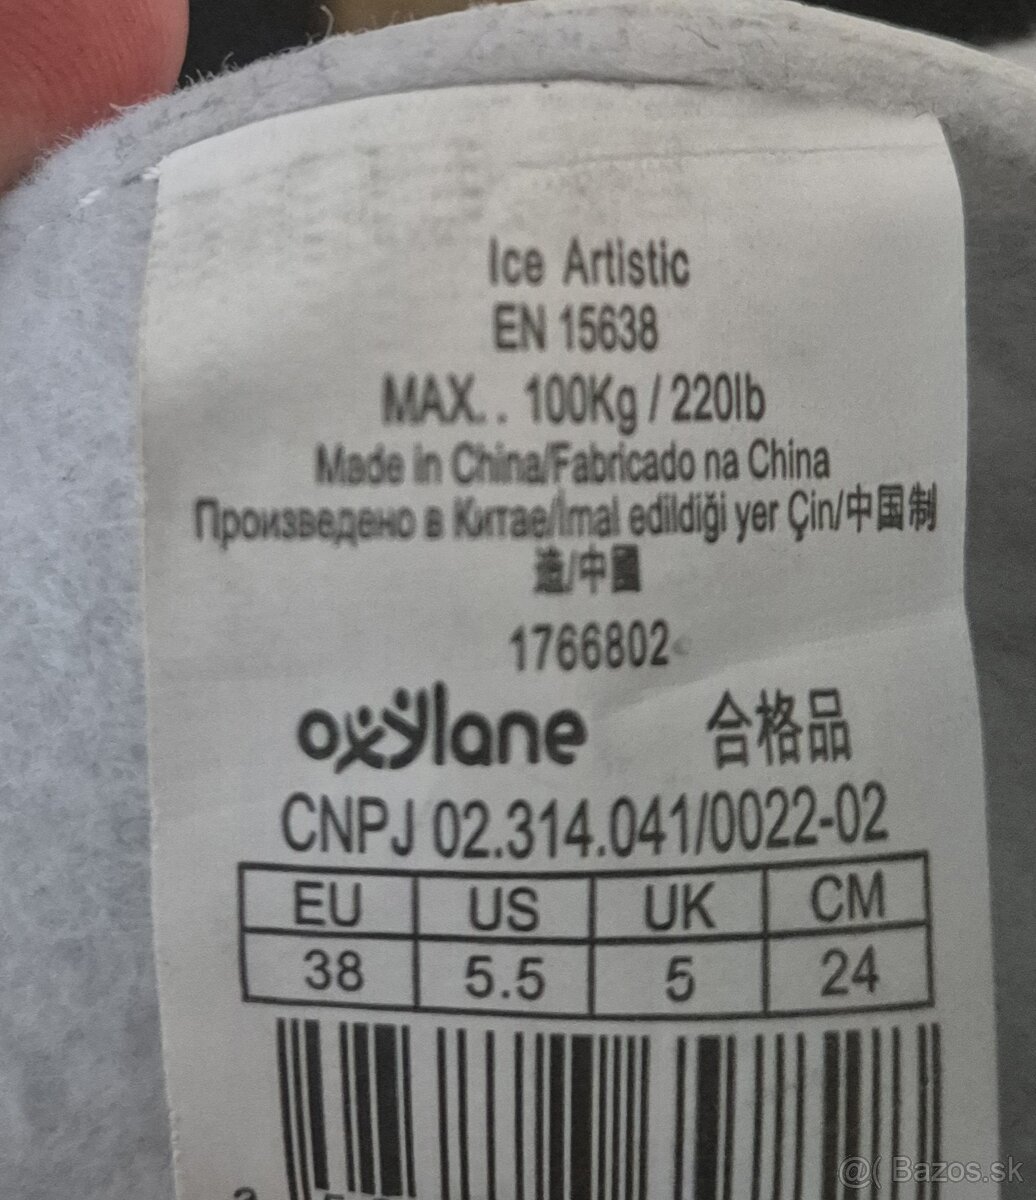 Ice Artistic
EN 15638
MAX. . 100Kg / 220lb
Made in China/Fabricado na China
Произведено в Китае/İmal edildiği yer Çin/中国制
造/中國
1766802
oxylane 合格品
CNPJ 02.314.041/0022-02
EU US UK CM
38 5.5 5 24
@( Bazos.sk